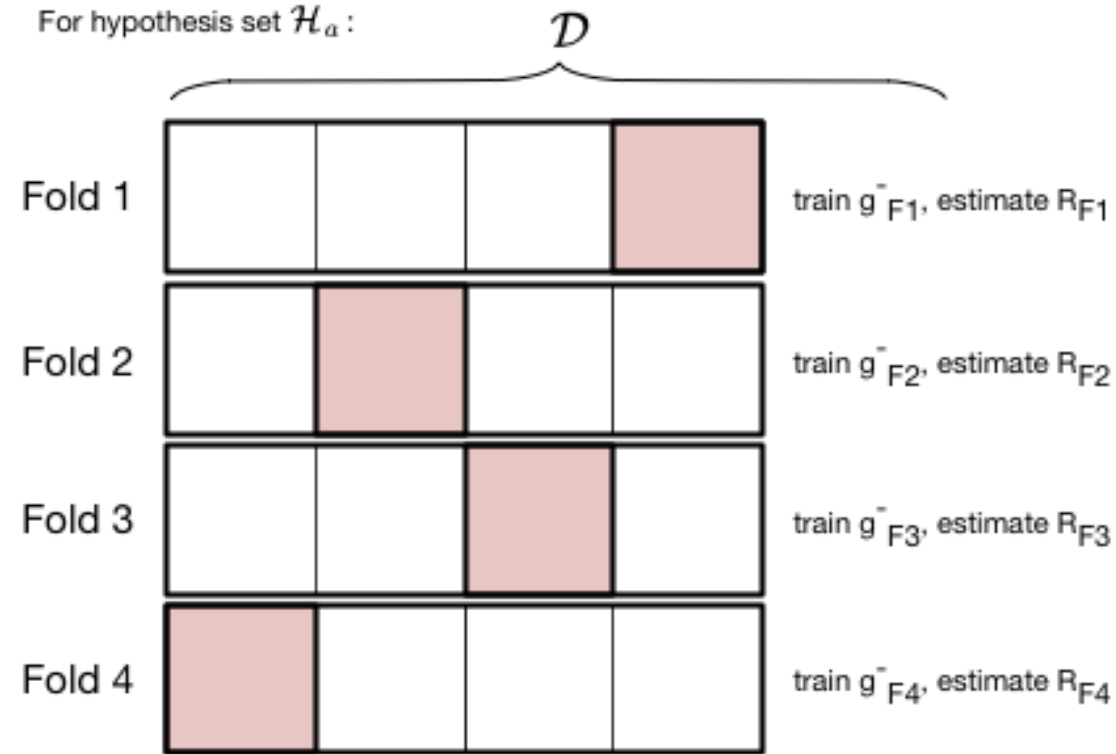 For hypothesis set ℋₐ:
𝒟
Fold 1
train g⁻F1, estimate RF1
Fold 2
train g⁻F2, estimate RF2
Fold 3
train g⁻F3, estimate RF3
Fold 4
train g⁻F4, estimate RF4